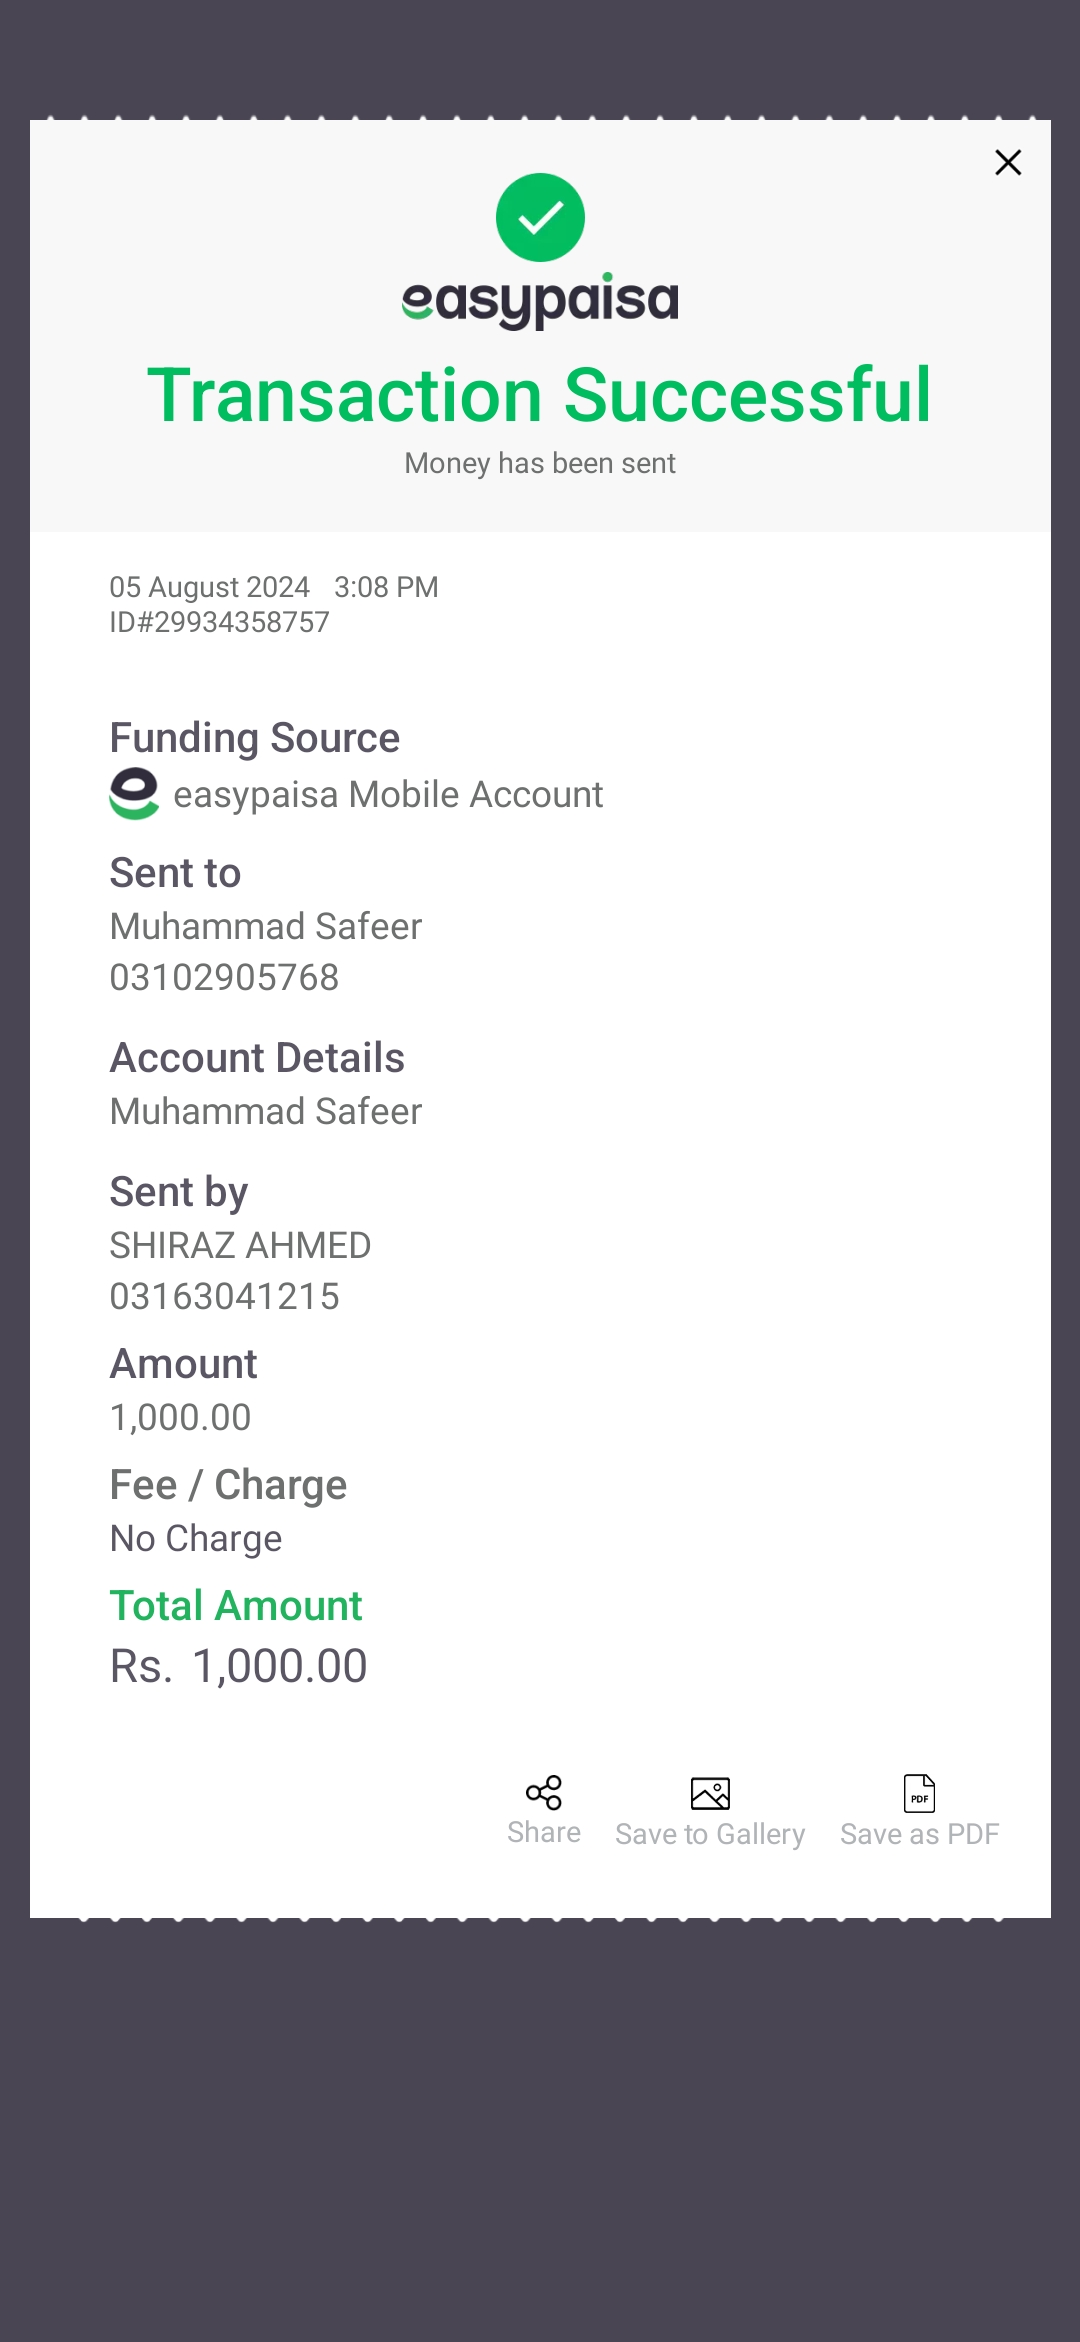 easypaisa
Transaction Successful
Money has been sent
05 August 2024 3:08 PM
ID#29934358757
Funding Source
easypaisa Mobile Account
Sent to
Muhammad Safeer
03102905768
Account Details
Muhammad Safeer
Sent by
SHIRAZ AHMED
03163041215
Amount
1,000.00
Fee / Charge
No Charge
Total Amount
Rs. 1,000.00
PDF
Share Save to Gallery Save as PDF